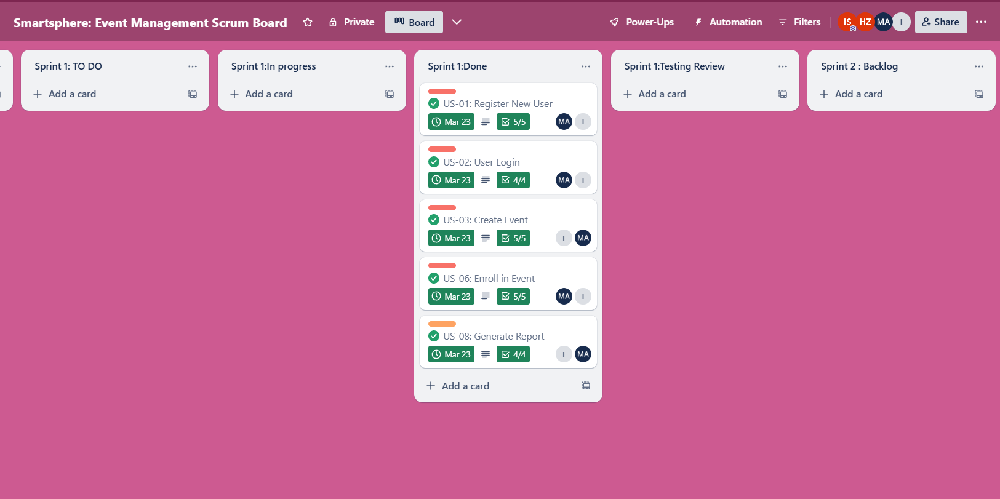 Smartsphere: Event Management Scrum Board
Private
Board
Power-Ups
Automation
Filters
IS
HZ
MA
I
Share
Sprint 1: TO DO
Add a card
Sprint 1:In progress
Add a card
Sprint 1:Done
US-01: Register New User
Mar 23
5/5
MA
I
US-02: User Login
Mar 23
4/4
MA
I
US-03: Create Event
Mar 23
5/5
I
MA
US-06: Enroll in Event
Mar 23
5/5
MA
I
US-08: Generate Report
Mar 23
4/4
I
MA
Add a card
Sprint 1:Testing Review
Add a card
Sprint 2 : Backlog
Add a card